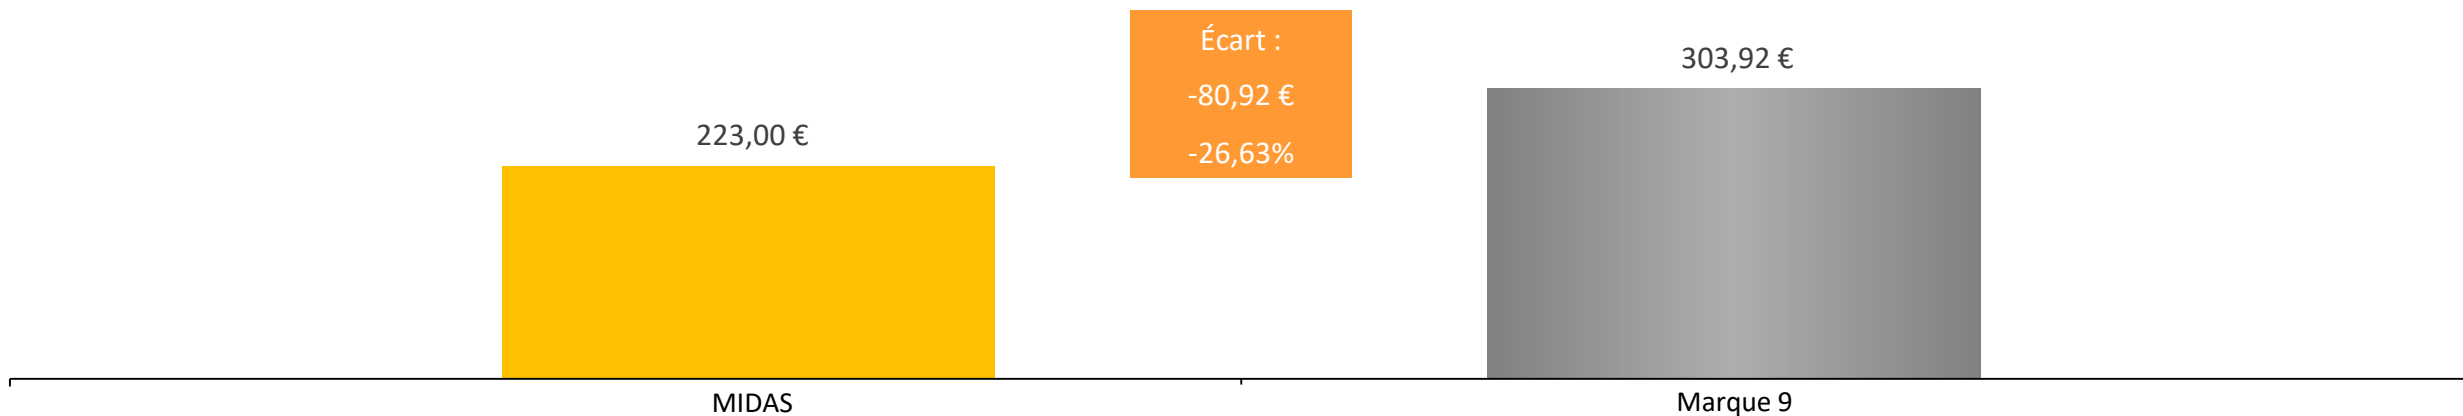 Écart :
-80,92 €
-26,63%
303,92 €
223,00 €
MIDAS
Marque 9